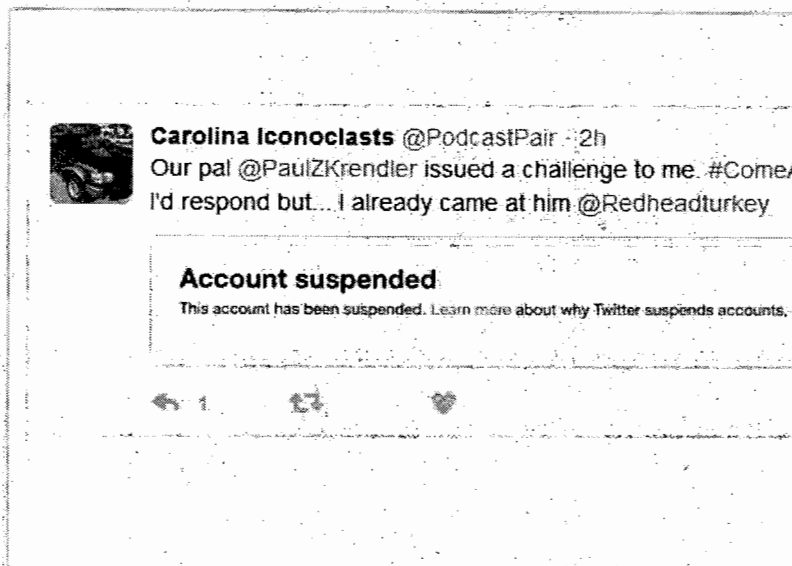 Carolina Iconoclasts @PodcastPair · 2h
Our pal @PaulZKrendler issued a challenge to me. #ComeA
I'd respond but... I already came at him @Redheadturkey
Account suspended
This account has been suspended. Learn more about why Twitter suspends accounts,
1